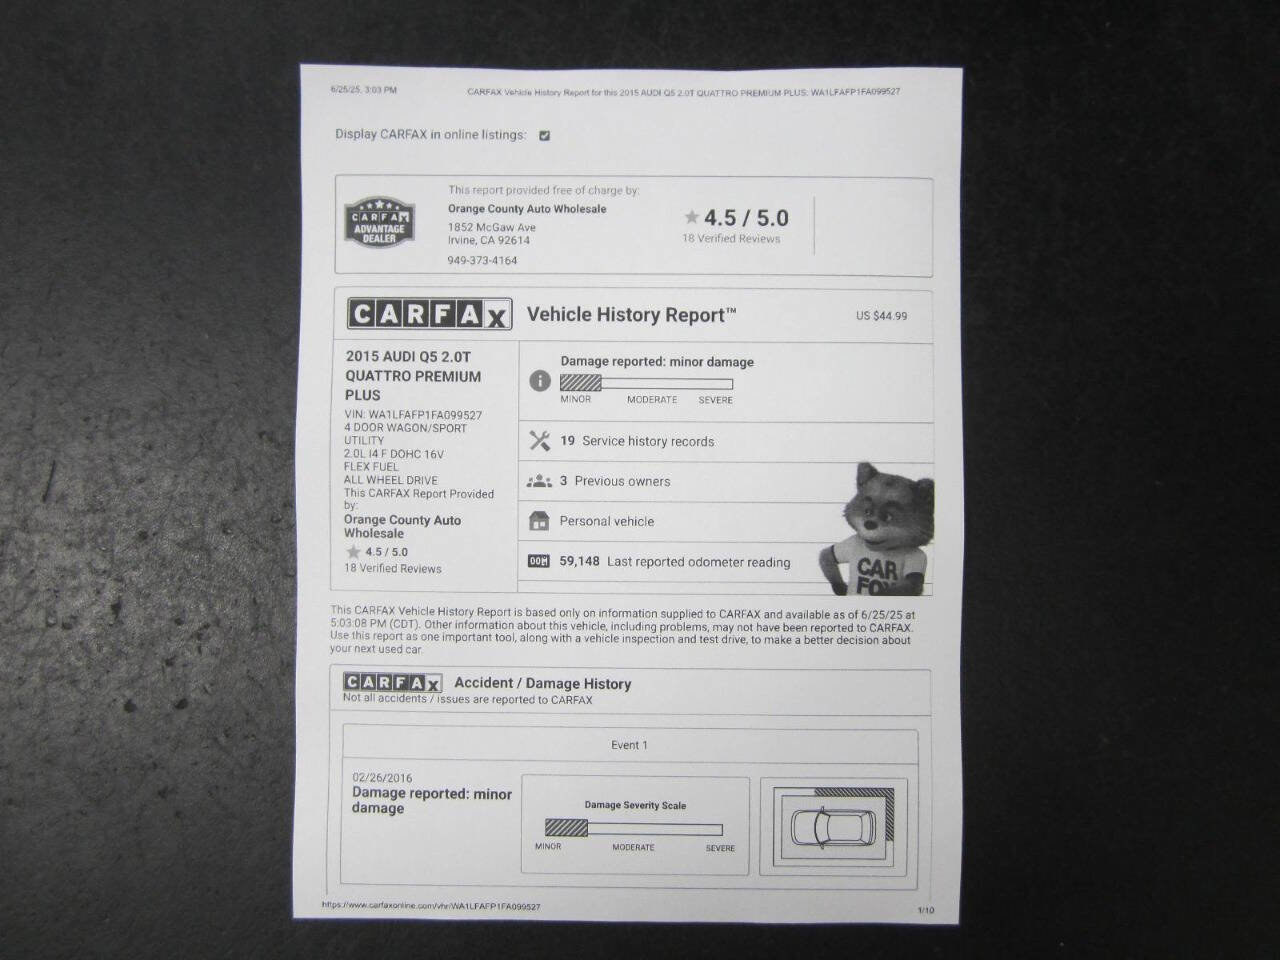 6/25/25, 3:03 PM
CARFAX Vehicle History Report for this 2015 AUDI Q5 2.0T QUATTRO PREMIUM PLUS: WA1LFAFP1FA099527
Display CARFAX in online listings:
CARFAX
ADVANTAGE
DEALER
This report provided free of charge by:
Orange County Auto Wholesale
1852 McGaw Ave
Irvine, CA 92614
949-373-4164
4.5 / 5.0
18 Verified Reviews
CARFAX Vehicle History Report™
US $44.99
2015 AUDI Q5 2.0T
QUATTRO PREMIUM
PLUS
VIN: WA1LFAFP1FA099527
4 DOOR WAGON/SPORT
UTILITY
2.0L I4 F DOHC 16V
FLEX FUEL
ALL WHEEL DRIVE
This CARFAX Report Provided
by:
Orange County Auto
Wholesale
4.5 / 5.0
18 Verified Reviews
Damage reported: minor damage
MINOR MODERATE SEVERE
19 Service history records
3 Previous owners
Personal vehicle
59,148 Last reported odometer reading
CAR
FOX
This CARFAX Vehicle History Report is based only on information supplied to CARFAX and available as of 6/25/25 at
5:03:08 PM (CDT). Other information about this vehicle, including problems, may not have been reported to CARFAX.
Use this report as one important tool, along with a vehicle inspection and test drive, to make a better decision about
your next used car.
CARFAX Accident / Damage History
Not all accidents / issues are reported to CARFAX
Event 1
02/26/2016
Damage reported: minor
damage
Damage Severity Scale
MINOR MODERATE SEVERE
https://www.carfaxonline.com/vhr/WA1LFAFP1FA099527
1/10